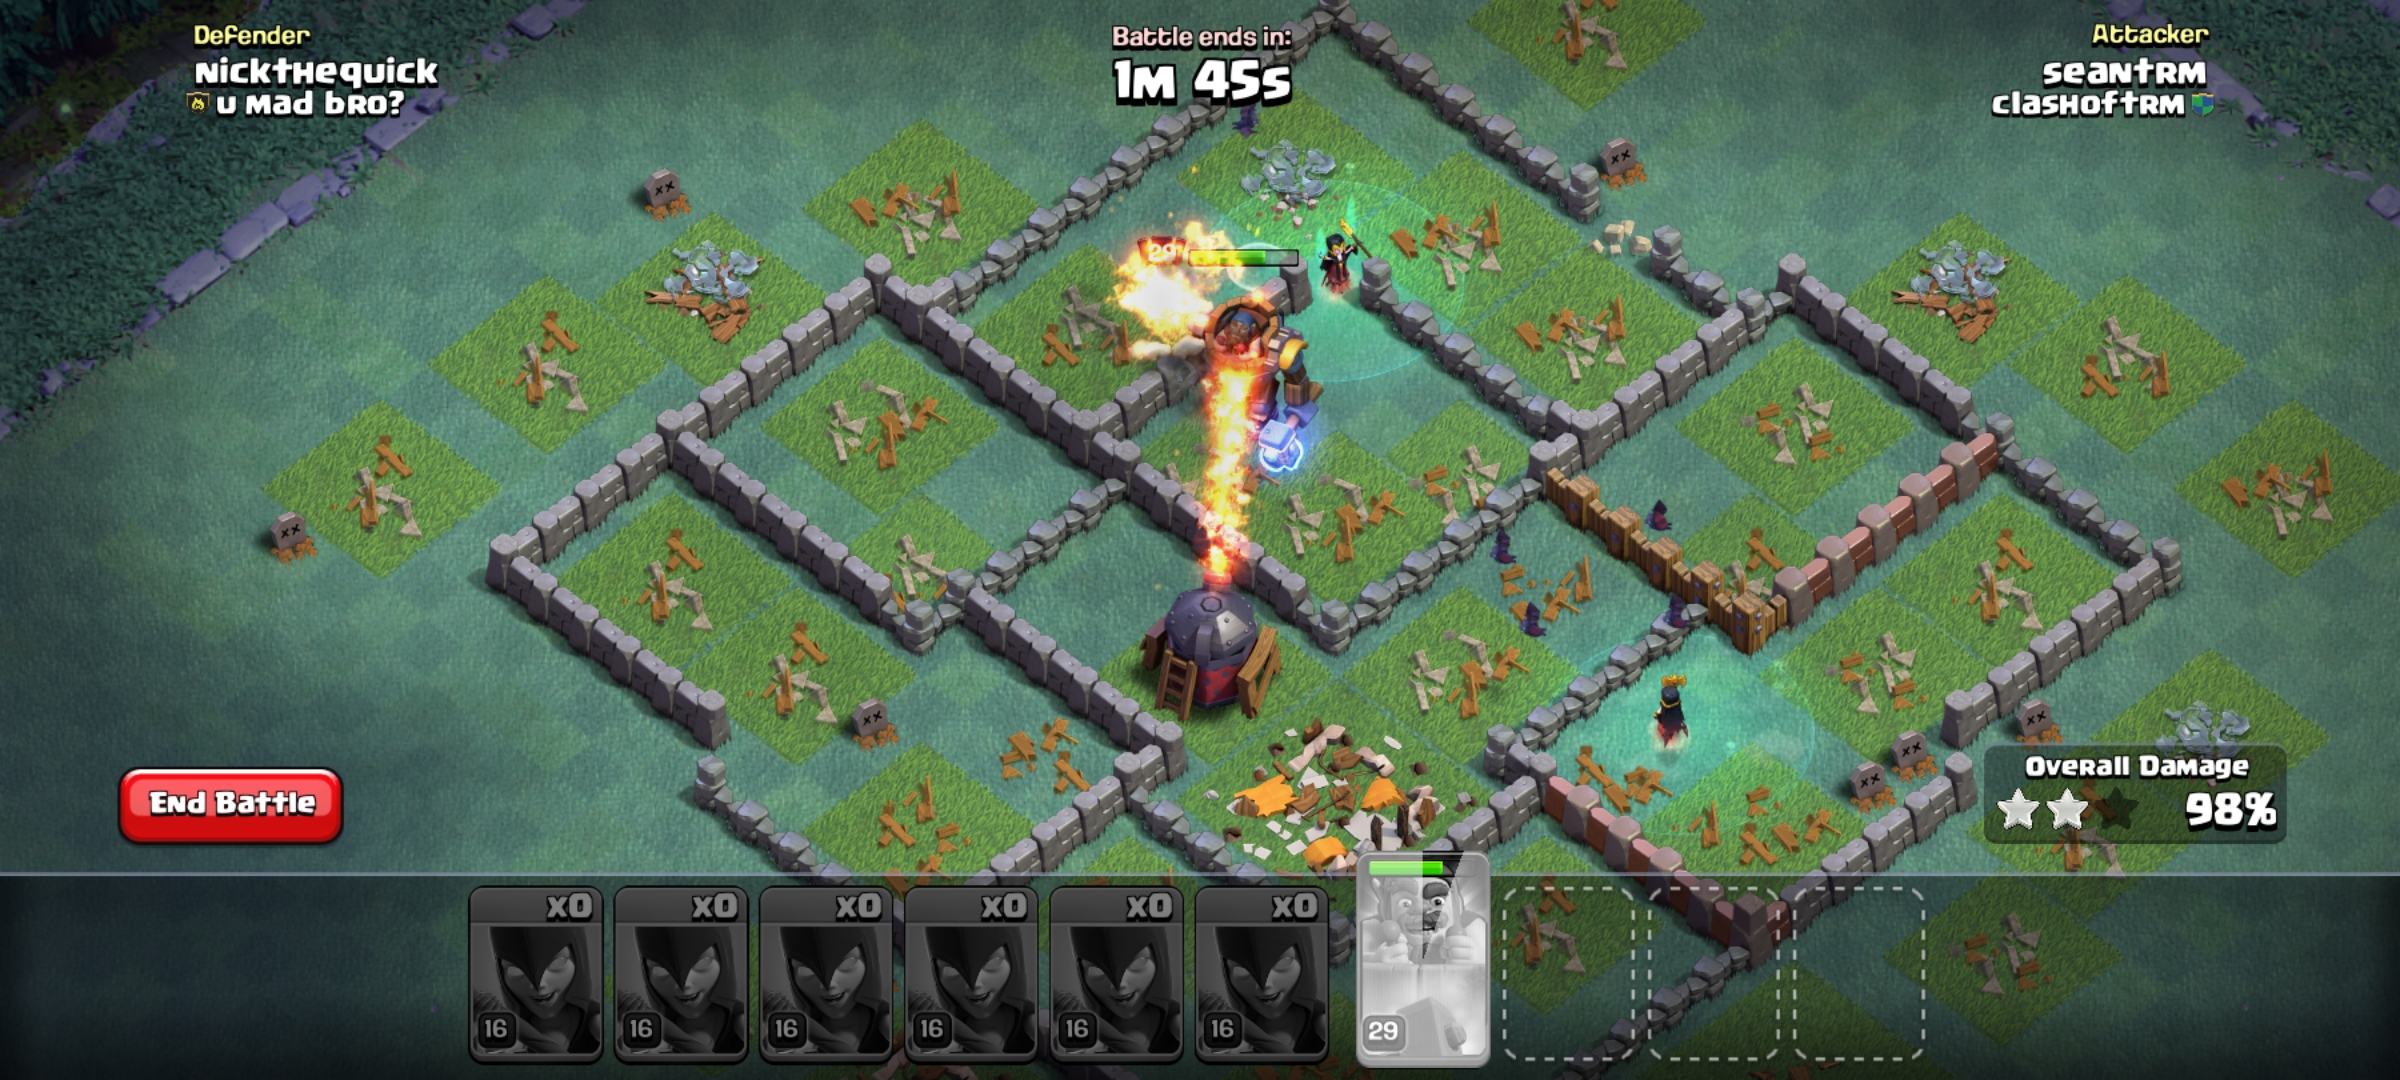 Defender
NickTHequick
u Mad bRo?
Battle ends in:
1M 45s
Attacker
seanTRM
clasHofTRM
29
End Battle
Overall Damage
98%
x0
x0
x0
x0
x0
x0
16
16
16
16
16
16
29